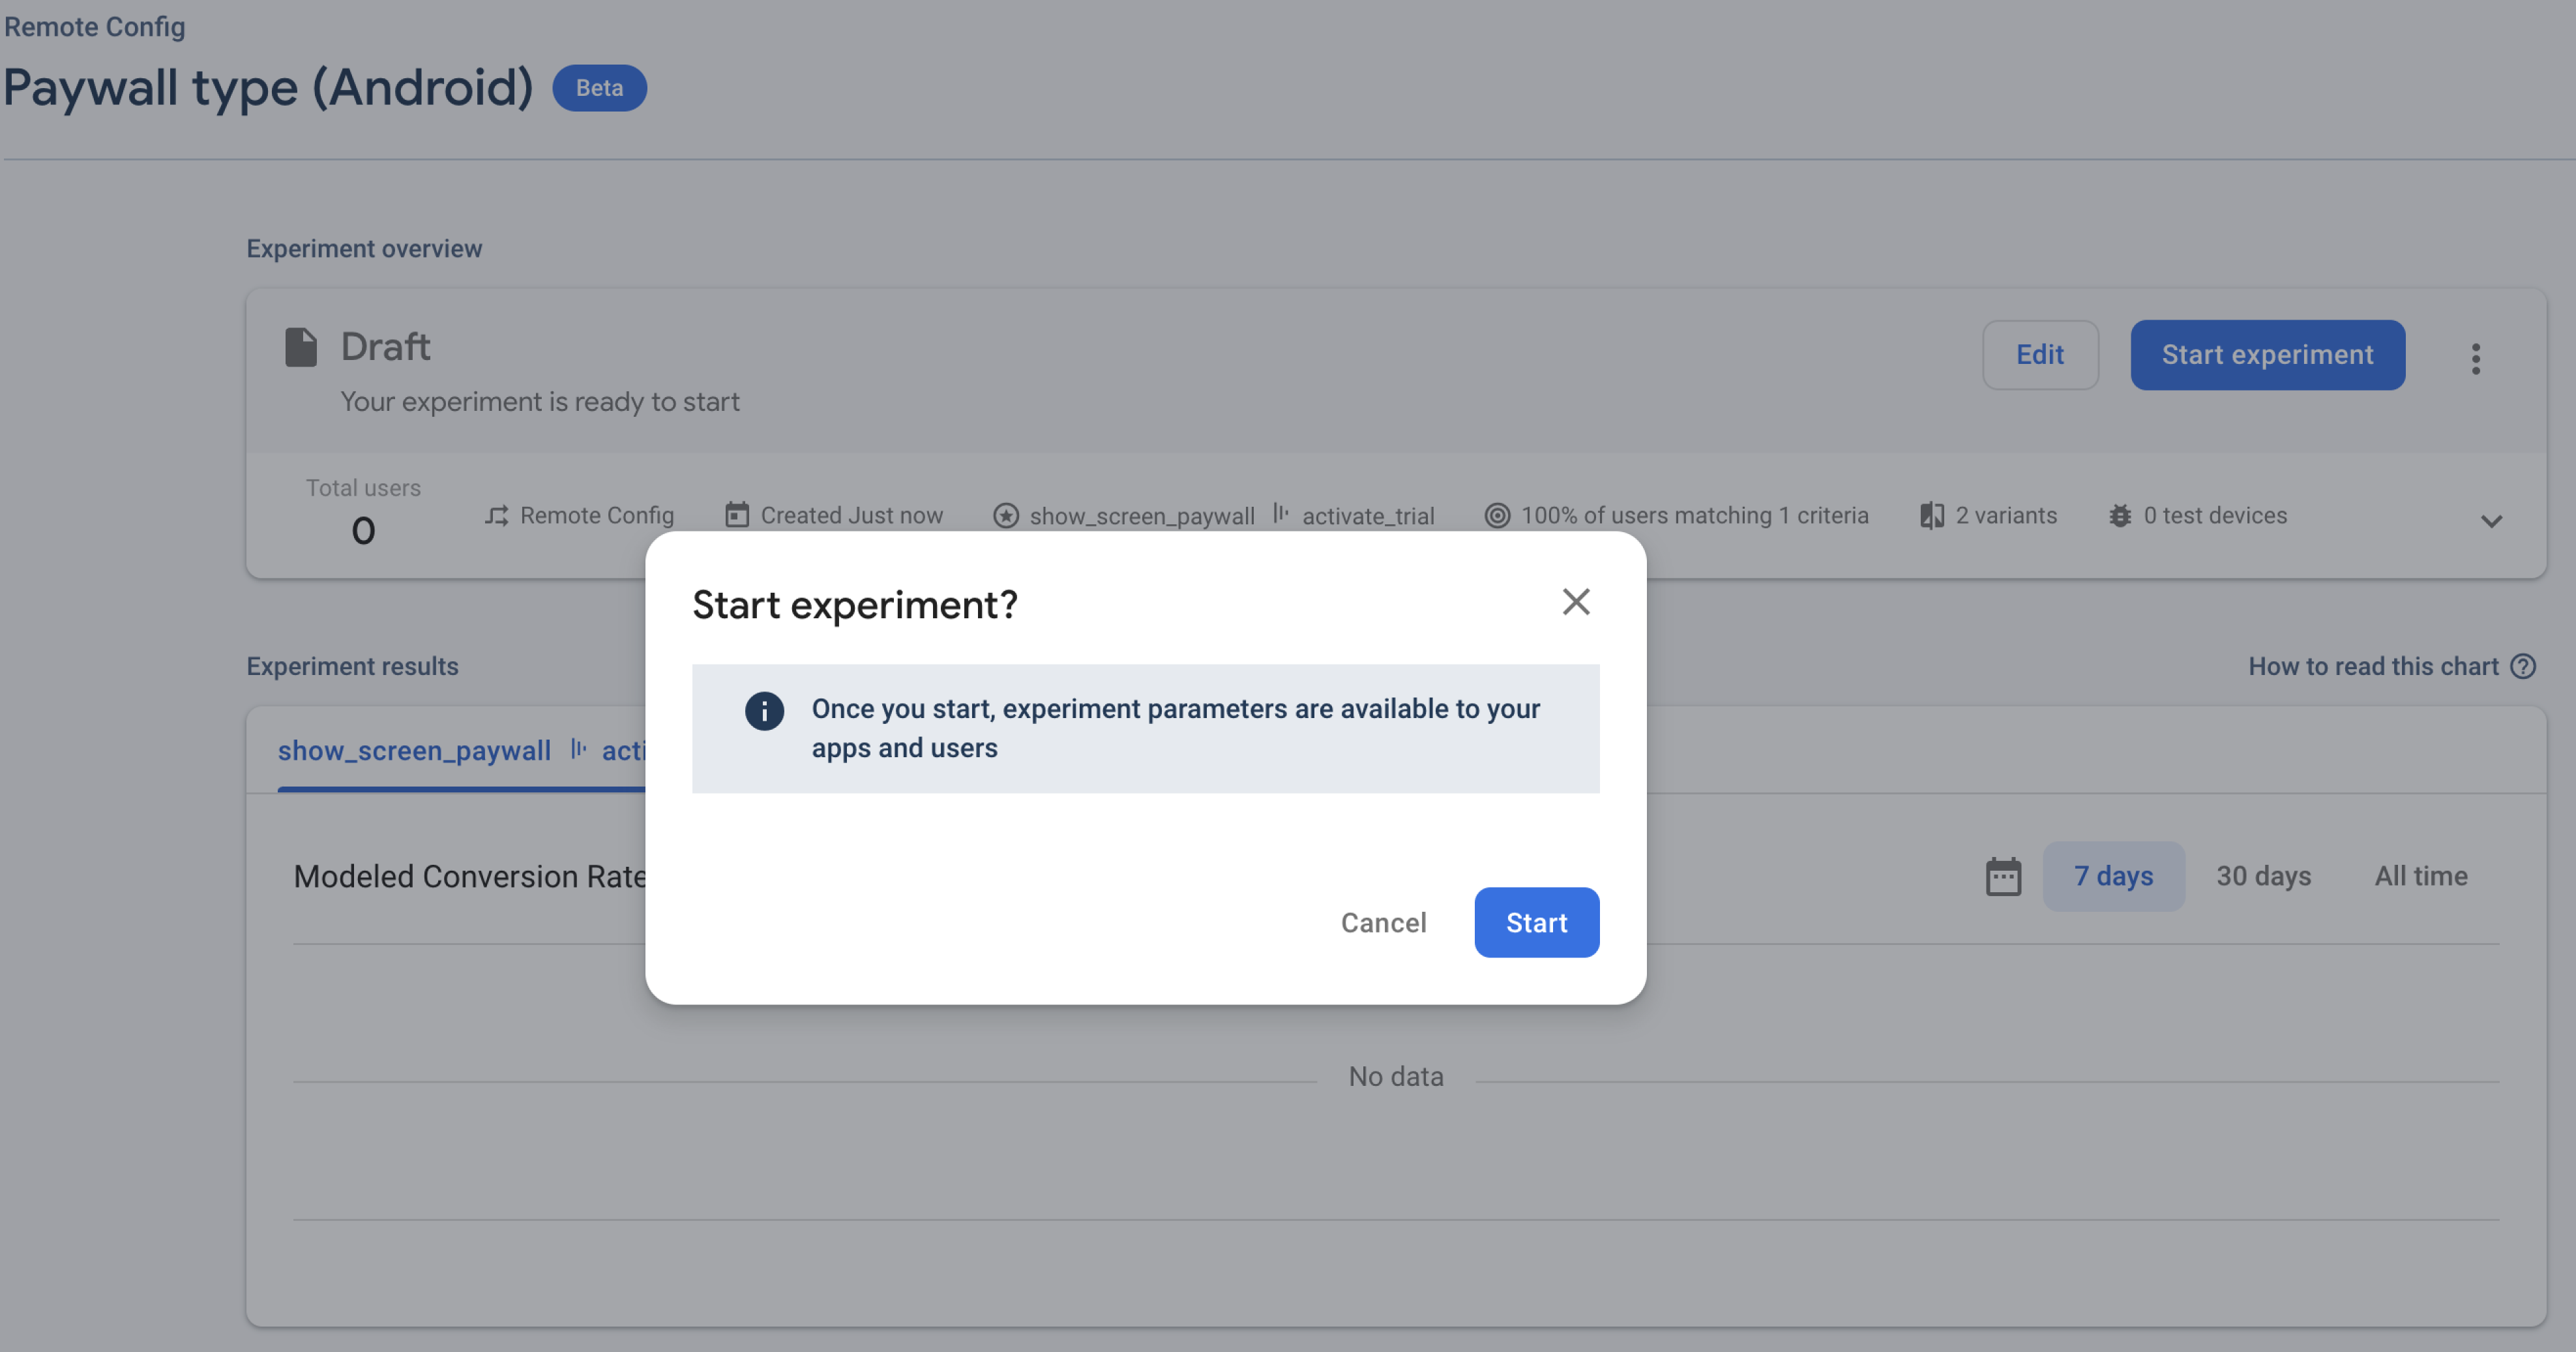 Remote Config
Paywall type (Android) Beta
Experiment overview
Draft
Your experiment is ready to start
Edit
Start experiment
Total users
0
Remote Config
Created Just now
show_screen_paywall
activate_trial
100% of users matching 1 criteria
2 variants
0 test devices
Start experiment?
Once you start, experiment parameters are available to your
apps and users
Cancel
Start
Experiment results
How to read this chart
show_screen_paywall
acti
Modeled Conversion Rate
7 days
30 days
All time
No data